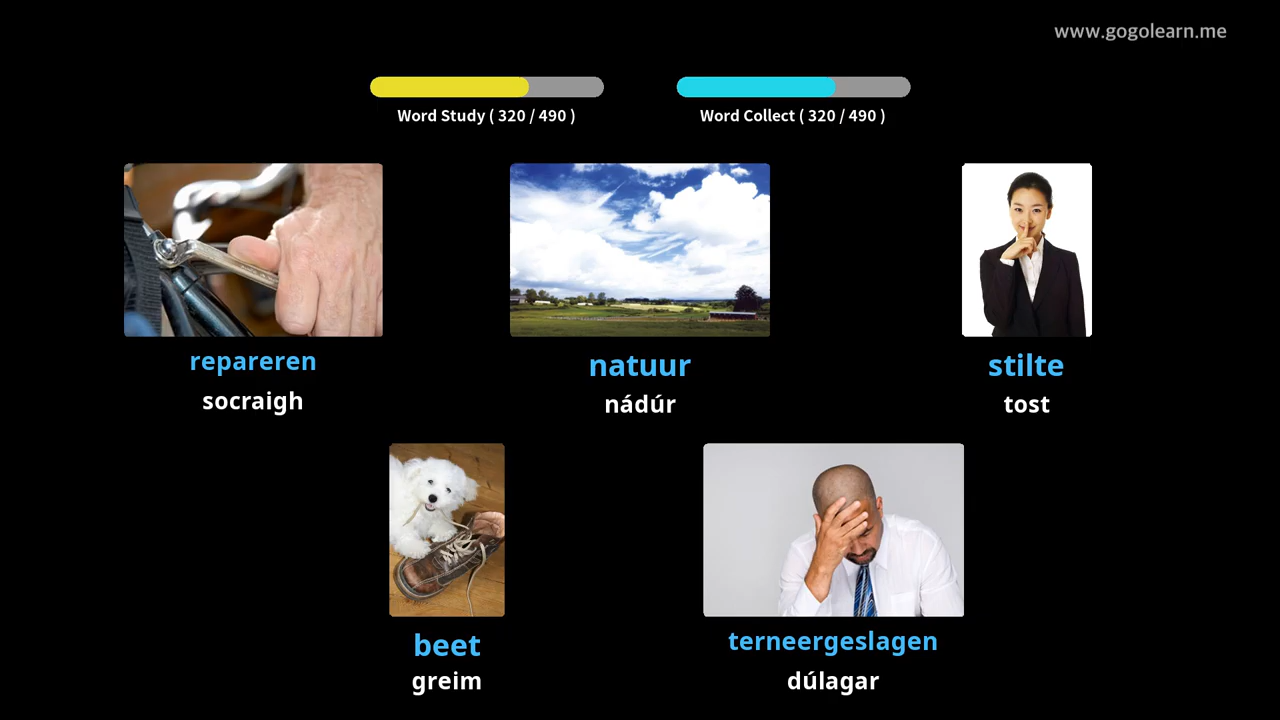 www.gogolearn.me
Word Study ( 320 / 490 )
Word Collect ( 320 / 490 )
repareren
socraigh
natuur
nádúr
stilte
tost
beet
greim
terneergeslagen
dúlagar